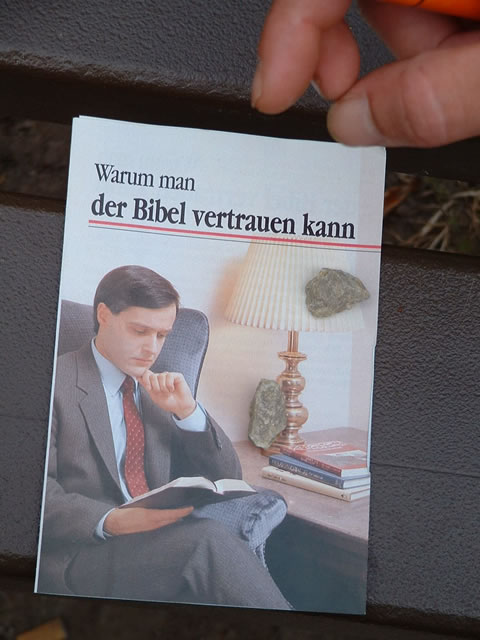 Warum man
der Bibel vertrauen kann